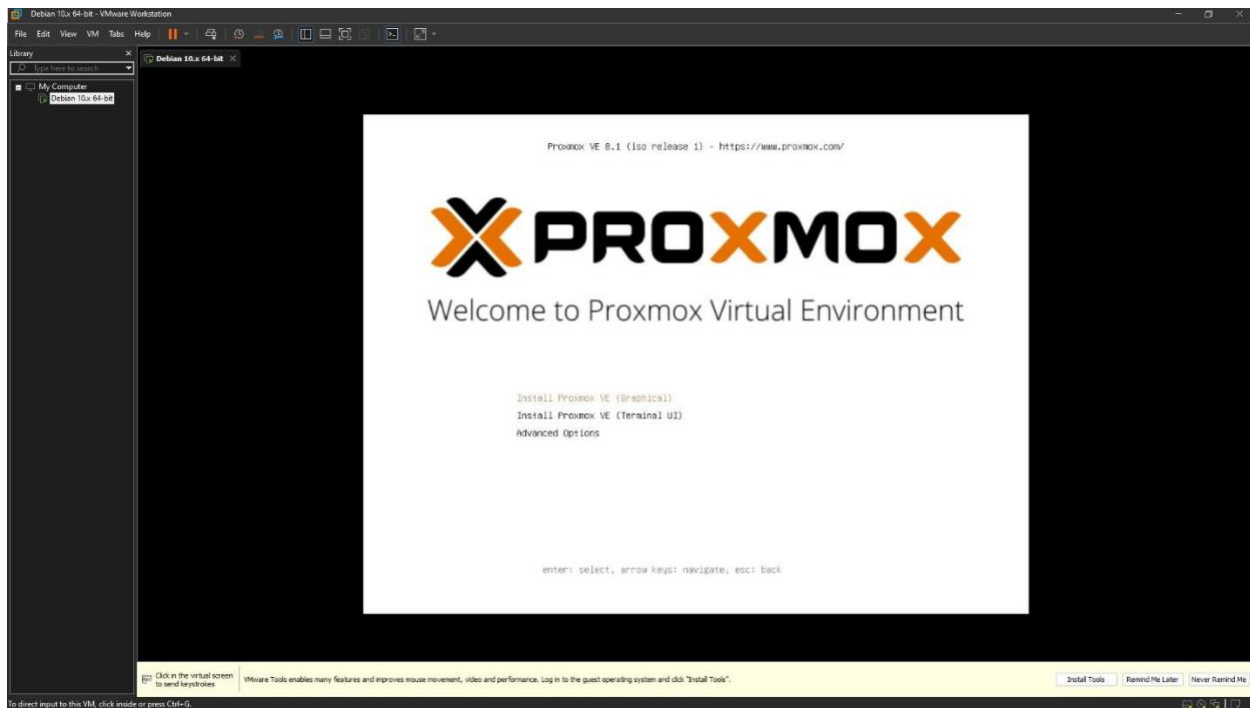 Debian 10.x 64-bit - VMware Workstation
File Edit View VM Tabs Help
Library
Type here to search
My Computer
Debian 10.x 64-bit
Debian 10.x 64-bit
Proxmox VE 8.1 (iso release 1) - https://www.proxmox.com/
PROXMOX
Welcome to Proxmox Virtual Environment
Install Proxmox VE (Graphical)
Install Proxmox VE (Terminal UI)
Advanced Options
enter: select, arrow keys: navigate, esc: back
Click in the virtual screen
to send keystrokes
VMware Tools enables many features and improves mouse movement, video and performance. Log in to the guest operating system and click "Install Tools".
Install Tools Remind Me Later Never Remind Me
To direct input to this VM, click inside or press Ctrl+G.